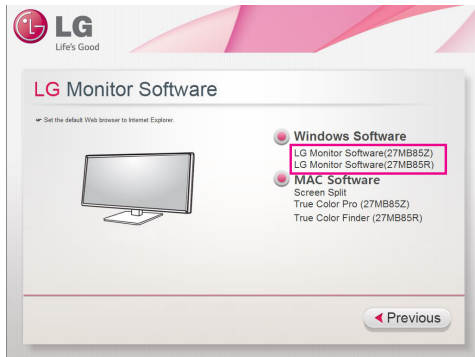 LG
Life's Good
LG Monitor Software
☛ Set the default Web browser to Internet Explorer.
Windows Software
LG Monitor Software(27MB85Z)
LG Monitor Software(27MB85R)
MAC Software
Screen Split
True Color Pro (27MB85Z)
True Color Finder (27MB85R)
Previous